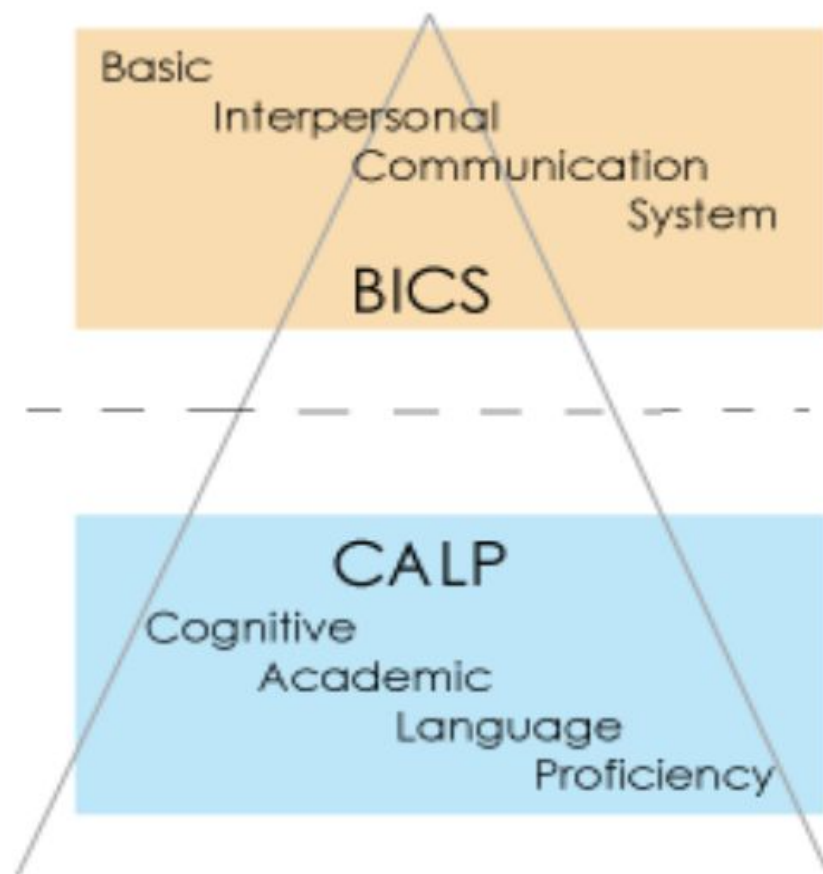 Basic
Interpersonal
Communication
System
BICS
CALP
Cognitive
Academic
Language
Proficiency